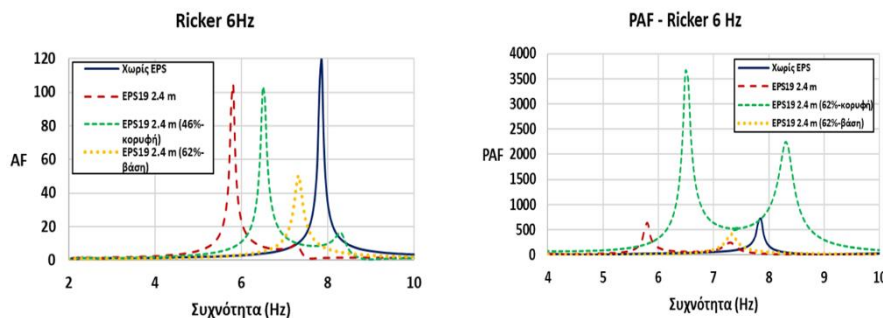 Ricker 6Hz
120
100
80
60
40
20
0
AF
Χωρίς EPS
EPS19 2.4 m
EPS19 2.4 m (46%-
κορυφή)
EPS19 2.4 m (62%-
βάση)
2
4
6
8
10
Συχνότητα (Hz)
PAF - Ricker 6 Hz
4000
3500
3000
2500
2000
1500
1000
500
0
PAF
Χωρίς EPS
EPS19 2.4 m
EPS19 2.4 m (62%-κορυφή)
EPS19 2.4 m (62%-βάση)
4
5
6
7
8
9
10
Συχνότητα (Hz)